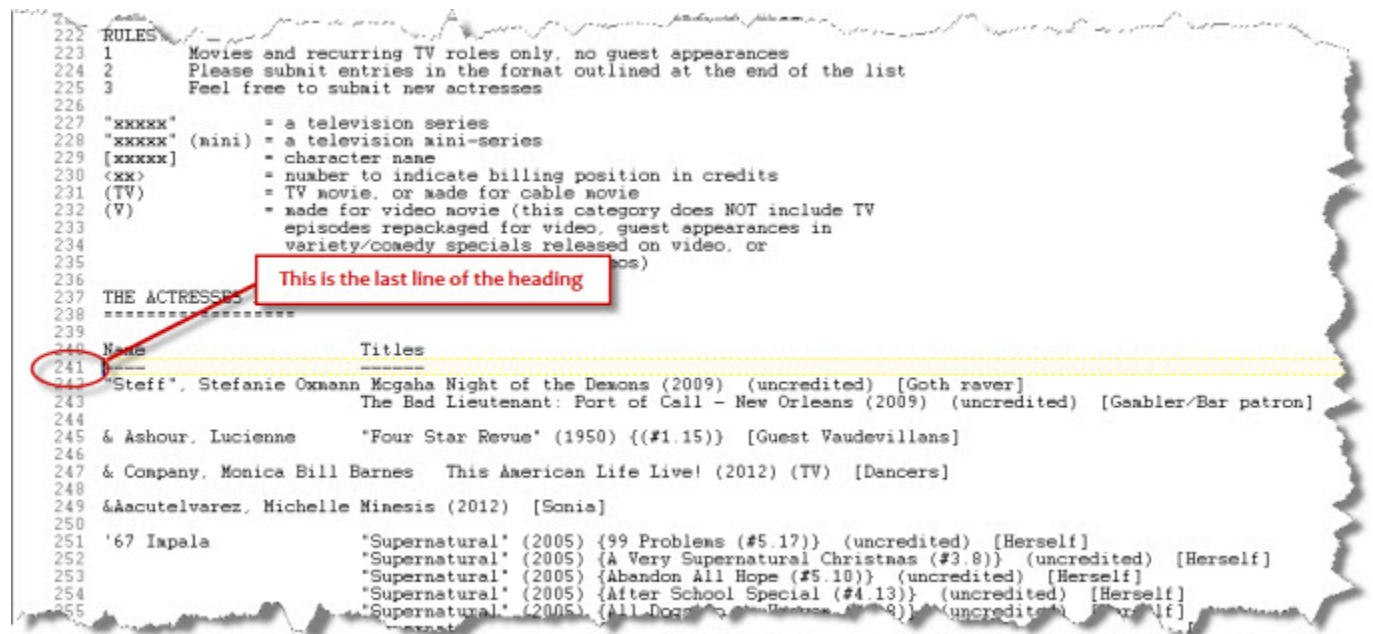 222 RULES
223 1 Movies and recurring TV roles only, no guest appearances
224 2 Please submit entries in the format outlined at the end of the list
225 3 Feel free to submit new actresses
226
227 "xxxxx" = a television series
228 "xxxxx" (mini) = a television mini-series
229 [xxxxx] = character name
230 <xx> = number to indicate billing position in credits
231 (TV) = TV movie, or made for cable movie
232 (V) = made for video movie (this category does NOT include TV
233 episodes repackaged for video, guest appearances in
234 variety/comedy specials released on video, or
235
236
This is the last line of the heading
237 THE ACTRESSES
238 ==================
239
240 Name Titles
241 ---- ------
242 "Steff", Stefanie Oxmann Mcgaha Night of the Demons (2009) (uncredited) [Goth raver]
243 The Bad Lieutenant: Port of Call - New Orleans (2009) (uncredited) [Gambler/Bar patron]
244
245 & Ashour, Lucienne "Four Star Revue" (1950) {(#1.15)} [Guest Vaudevillans]
246
247 & Company, Monica Bill Barnes This American Life Live! (2012) (TV) [Dancers]
248
249 &Aacutelvarez, Michelle Mimesis (2012) [Sonia]
250
251 '67 Impala "Supernatural" (2005) {99 Problems (#5.17)} (uncredited) [Herself]
252 "Supernatural" (2005) {A Very Supernatural Christmas (#3.8)} (uncredited) [Herself]
253 "Supernatural" (2005) {Abandon All Hope (#5.10)} (uncredited) [Herself]
254 "Supernatural" (2005) {After School Special (#4.13)} (uncredited) [Herself]
255 "Supernatural" (2005) {All Dogs